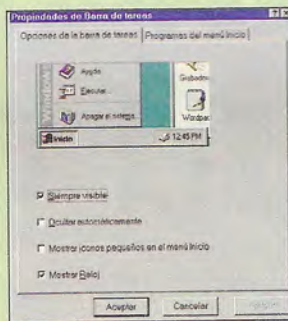 Propiedades de Barra de tareas
Opciones de la barra de tareas
Programas del menú Inicio
Ayuda
Ejecutar...
Apagar el sistema...
Inicio
12:45 PM
Siempre visible
Ocultar automáticamente
Mostrar iconos pequeños en el menú Inicio
Mostrar Reloj
Aceptar
Cancelar